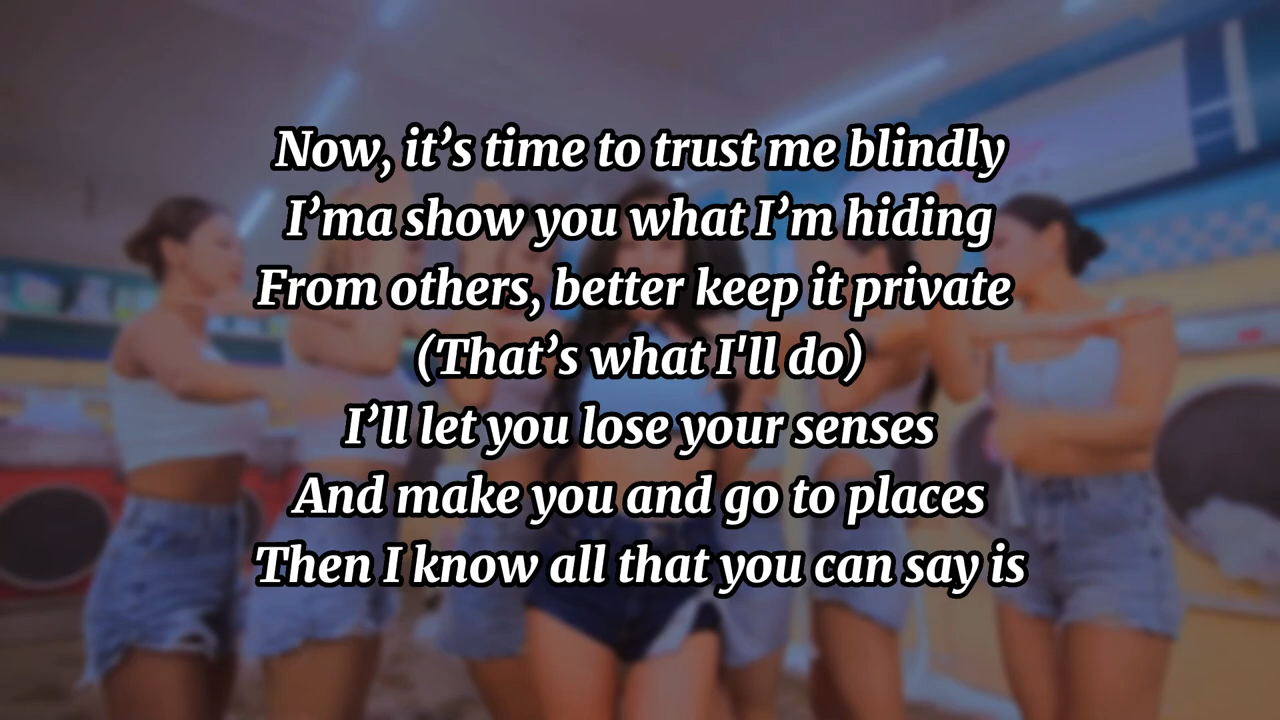 Now, it’s time to trust me blindly
I’ma show you what I’m hiding
From others, better keep it private
(That’s what I'll do)
I’ll let you lose your senses
And make you and go to places
Then I know all that you can say is